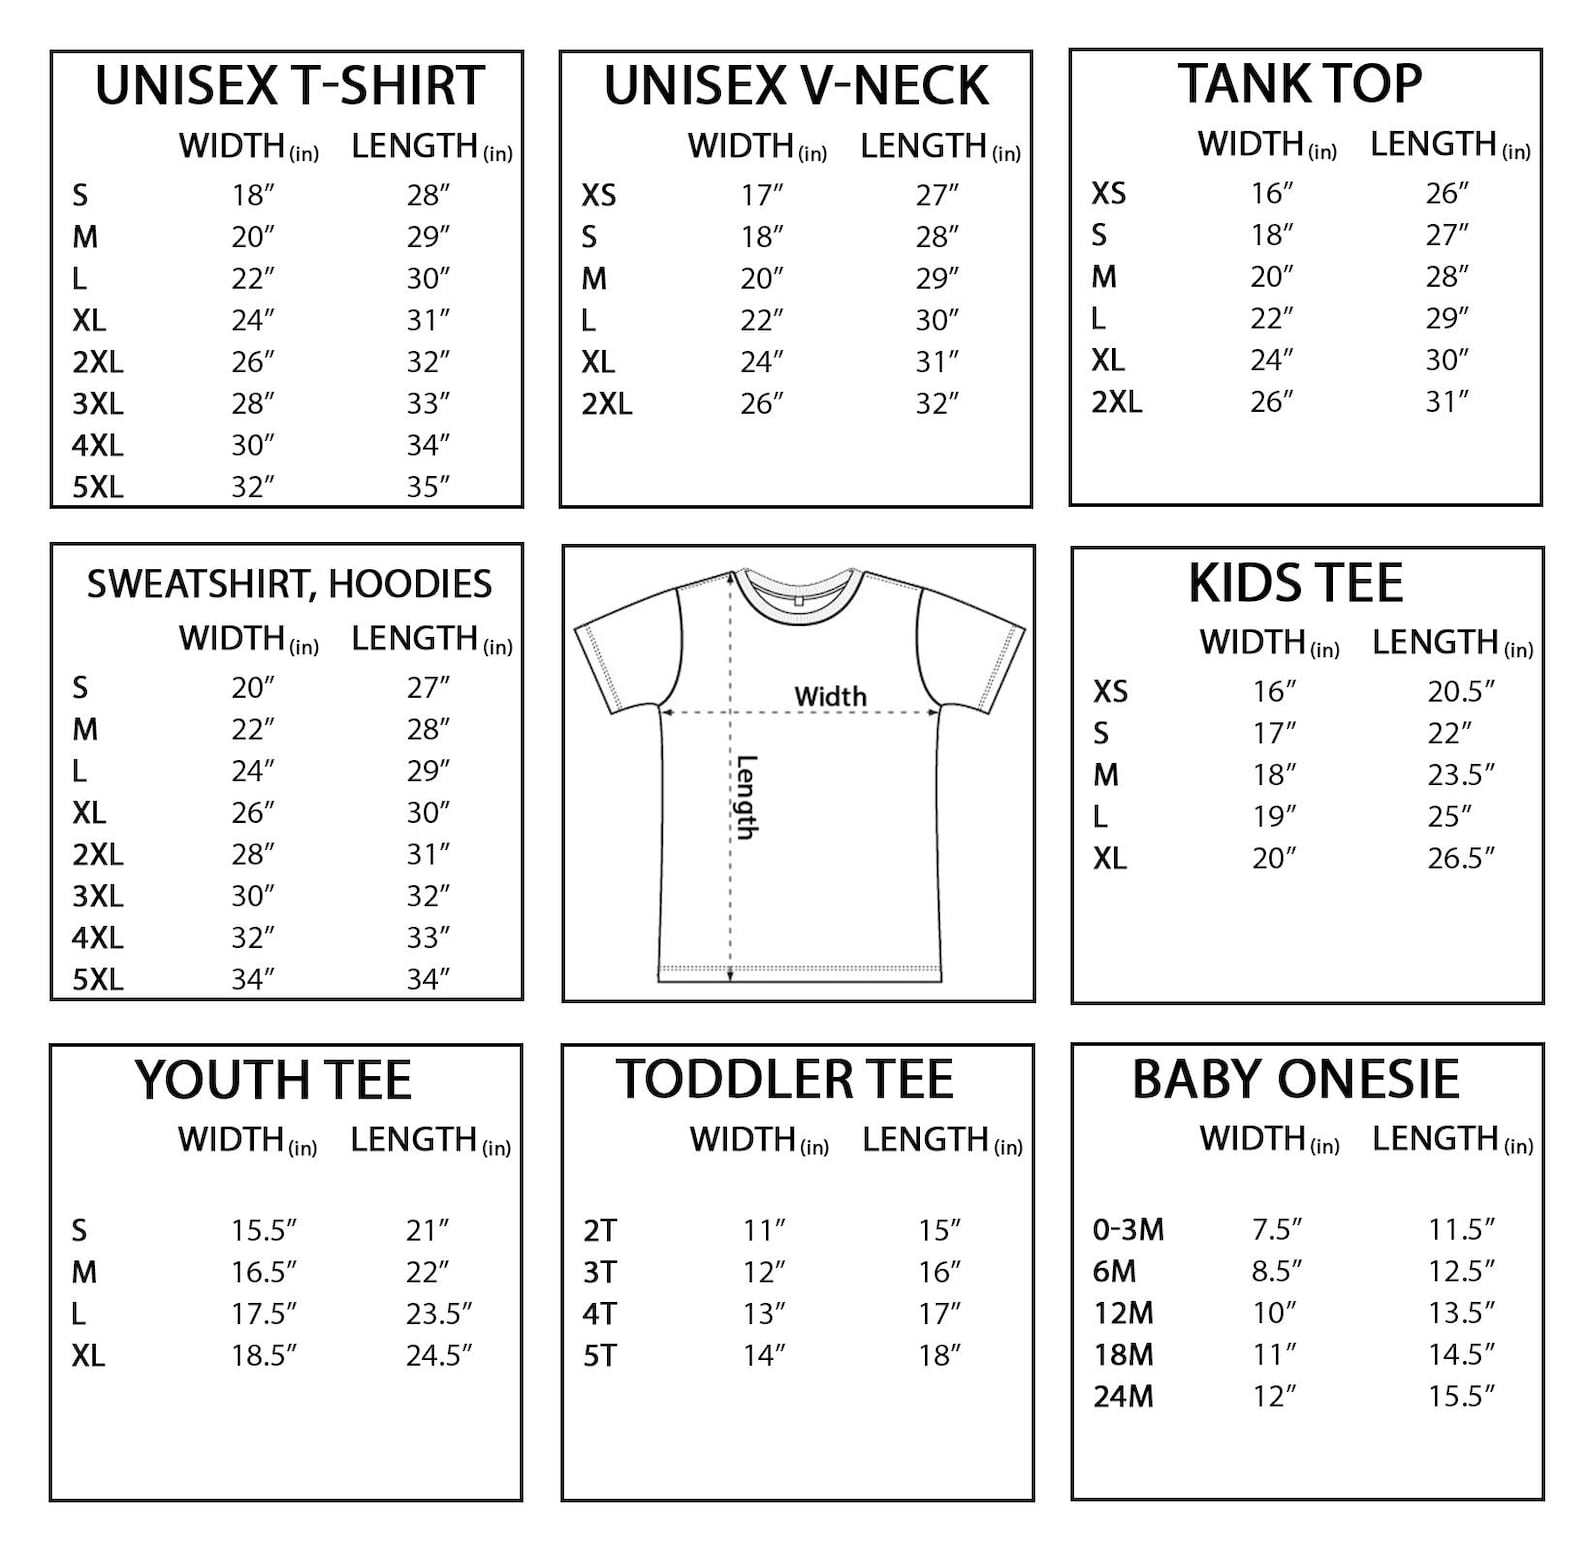 UNISEX T-SHIRT
WIDTH (in) LENGTH (in)
S 18” 28”
M 20” 29”
L 22” 30”
XL 24” 31”
2XL 26” 32”
3XL 28” 33”
4XL 30” 34”
5XL 32” 35”
UNISEX V-NECK
WIDTH (in) LENGTH (in)
XS 17” 27”
S 18” 28”
M 20” 29”
L 22” 30”
XL 24” 31”
2XL 26” 32”
TANK TOP
WIDTH (in) LENGTH (in)
XS 16” 26”
S 18” 27”
M 20” 28”
L 22” 29”
XL 24” 30”
2XL 26” 31”
SWEATSHIRT, HOODIES
WIDTH (in) LENGTH (in)
S 20” 27”
M 22” 28”
L 24” 29”
XL 26” 30”
2XL 28” 31”
3XL 30” 32”
4XL 32” 33”
5XL 34” 34”
Width
Length
KIDS TEE
WIDTH (in) LENGTH (in)
XS 16” 20.5”
S 17” 22”
M 18” 23.5”
L 19” 25”
XL 20” 26.5”
YOUTH TEE
WIDTH (in) LENGTH (in)
S 15.5” 21”
M 16.5” 22”
L 17.5” 23.5”
XL 18.5” 24.5”
TODDLER TEE
WIDTH (in) LENGTH (in)
2T 11” 15”
3T 12” 16”
4T 13” 17”
5T 14” 18”
BABY ONESIE
WIDTH (in) LENGTH (in)
0-3M 7.5” 11.5”
6M 8.5” 12.5”
12M 10” 13.5”
18M 11” 14.5”
24M 12” 15.5”